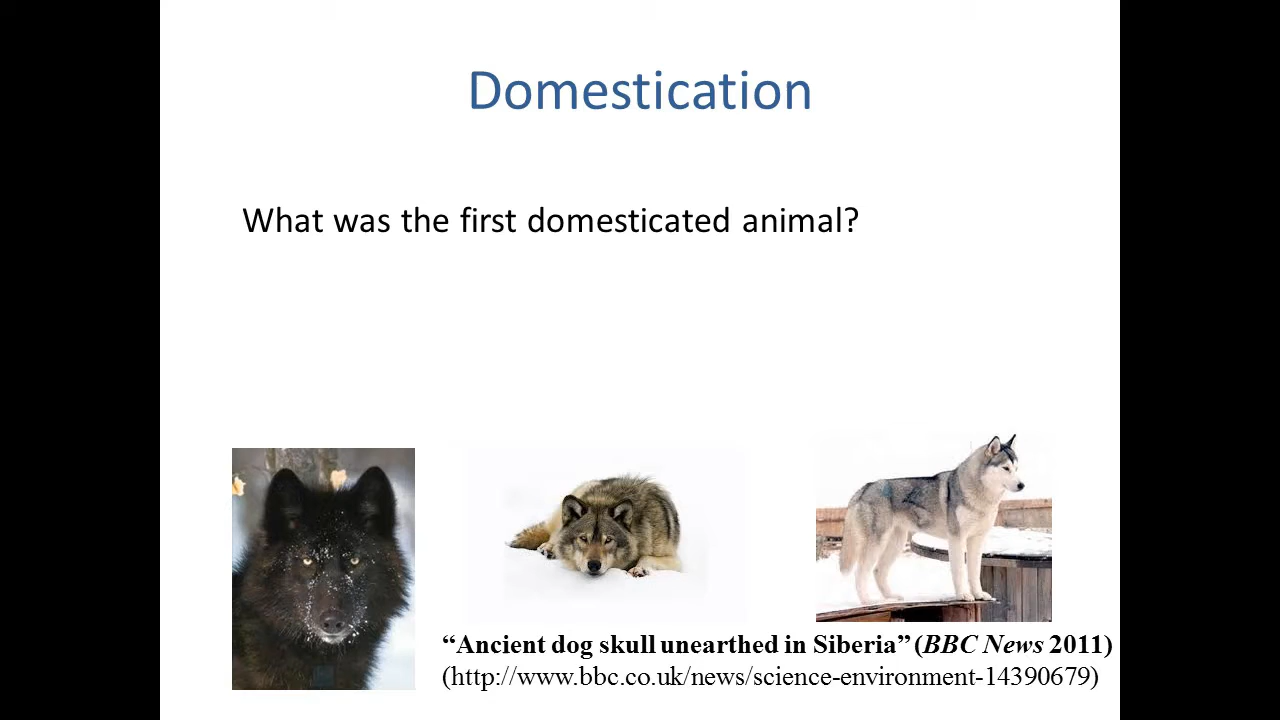 Domestication
What was the first domesticated animal?
“Ancient dog skull unearthed in Siberia” (BBC News 2011)
(http://www.bbc.co.uk/news/science-environment-14390679)